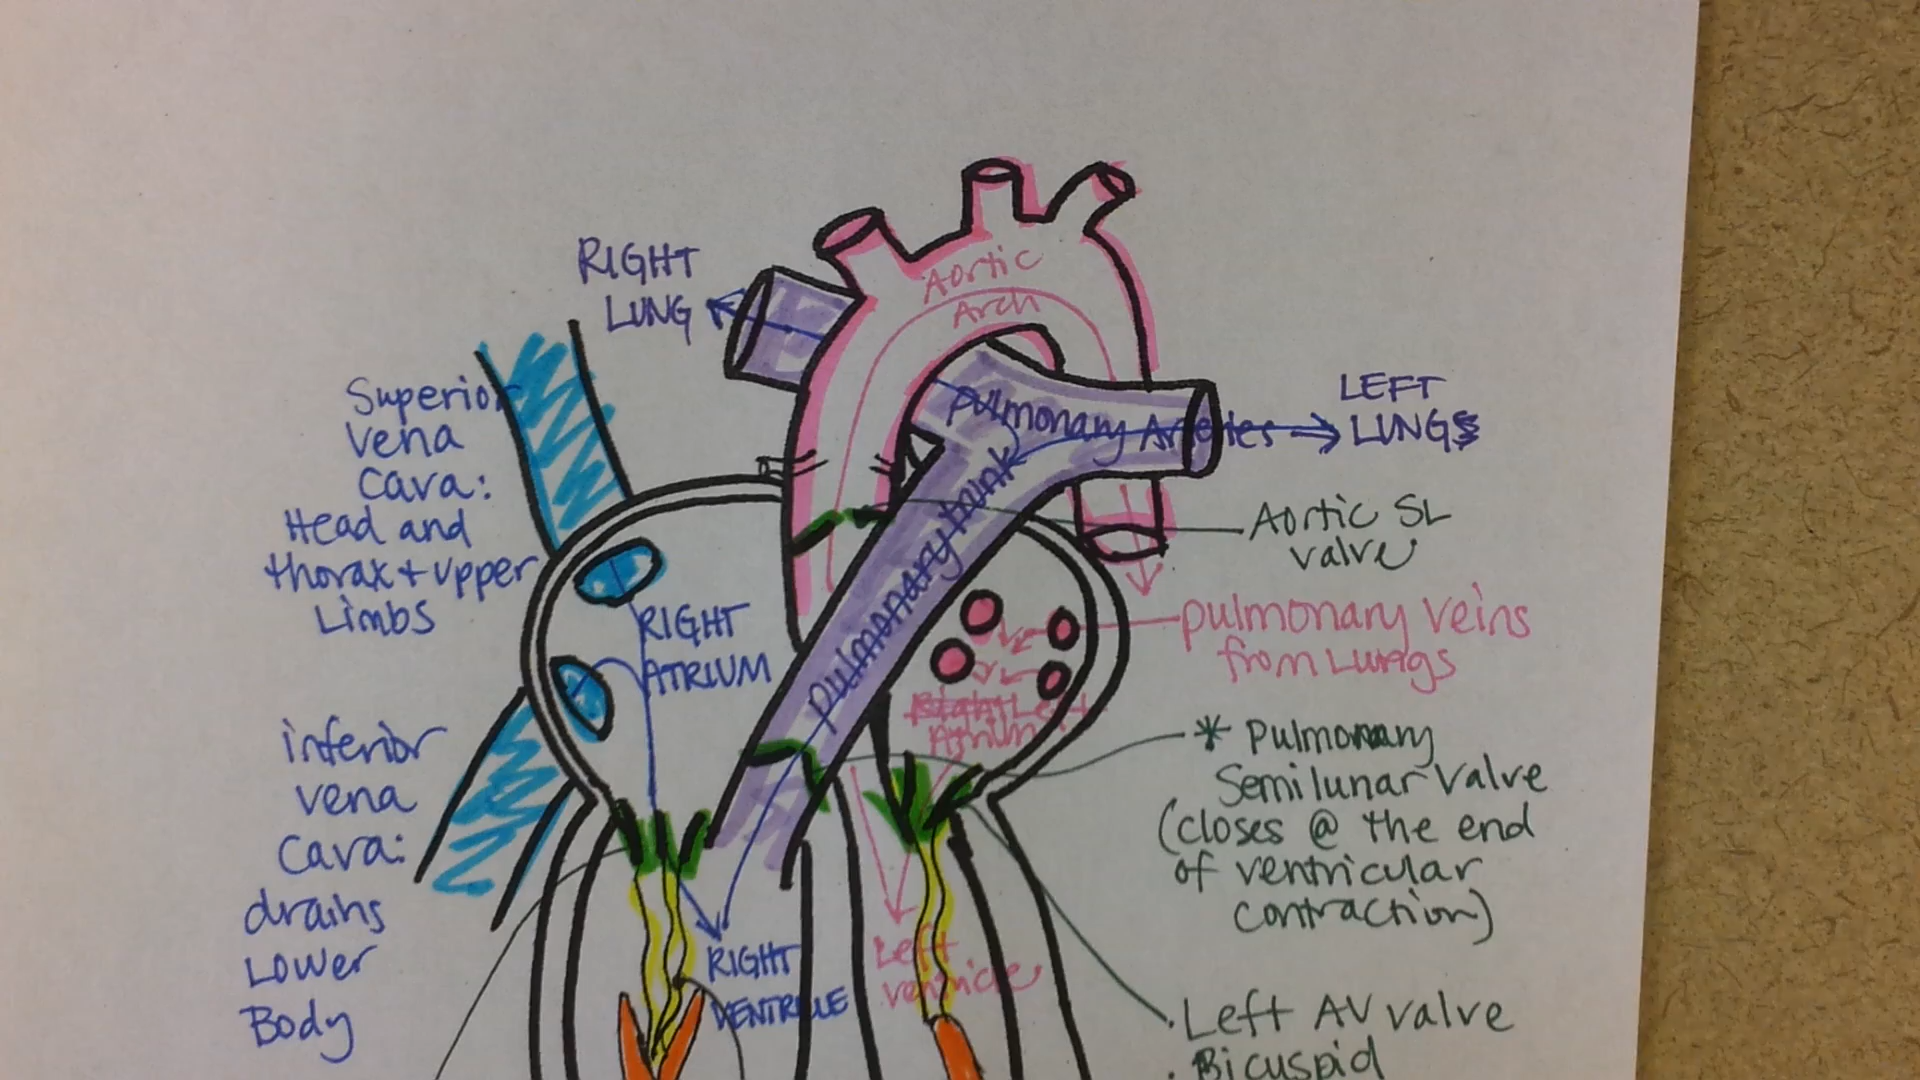 RIGHT
LUNG
Aortic
Arch
Superior
vena
cava:
Head and
thorax + upper
Limbs
pulmonary Arteries
LEFT
LUNGS
pulmonary trunk
Aortic SL
valve
RIGHT
ATRIUM
pulmonary veins
from Lungs
Left
Atrium
inferior
vena
cava:
drains
Lower
Body
* Pulmonary
Semilunar Valve
(closes @ the end
of ventricular
contraction)
RIGHT
VENTRICLE
Left
ventricle
. Left AV valve
. Bicuspid